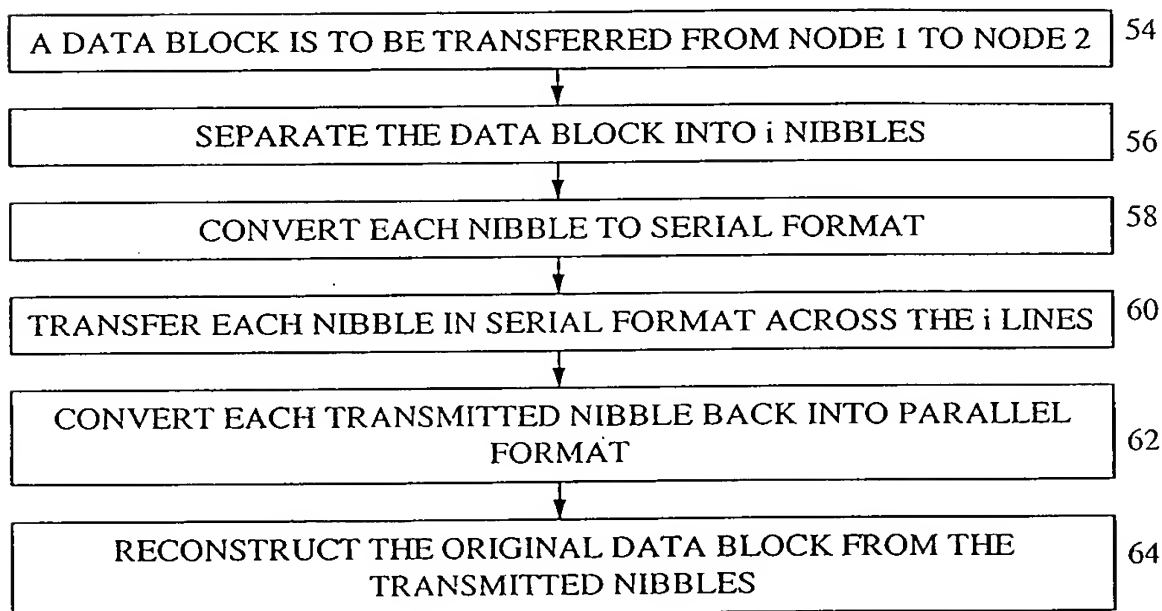 A DATA BLOCK IS TO BE TRANSFERRED FROM NODE 1 TO NODE 2 54
SEPARATE THE DATA BLOCK INTO i NIBBLES 56
CONVERT EACH NIBBLE TO SERIAL FORMAT 58
TRANSFER EACH NIBBLE IN SERIAL FORMAT ACROSS THE i LINES 60
CONVERT EACH TRANSMITTED NIBBLE BACK INTO PARALLEL
FORMAT 62
RECONSTRUCT THE ORIGINAL DATA BLOCK FROM THE
TRANSMITTED NIBBLES 64